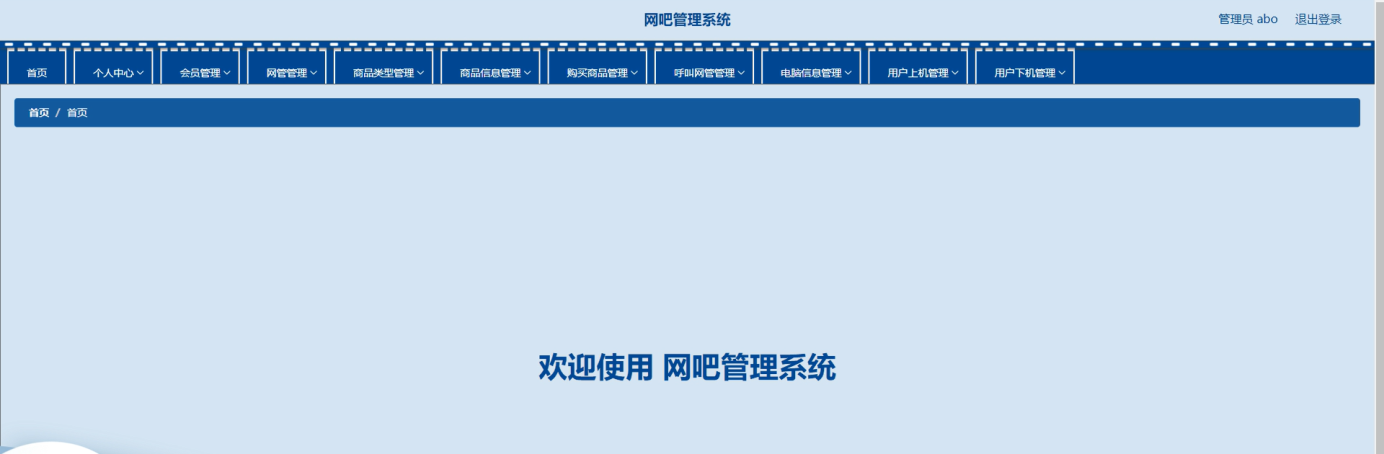 网吧管理系统
管理员 abo 退出登录
首页 个人中心 会员管理 网管管理 商品类型管理 商品信息管理 购买商品管理 呼叫网管管理 电脑信息管理 用户上机管理 用户下机管理
首页 / 首页
欢迎使用 网吧管理系统